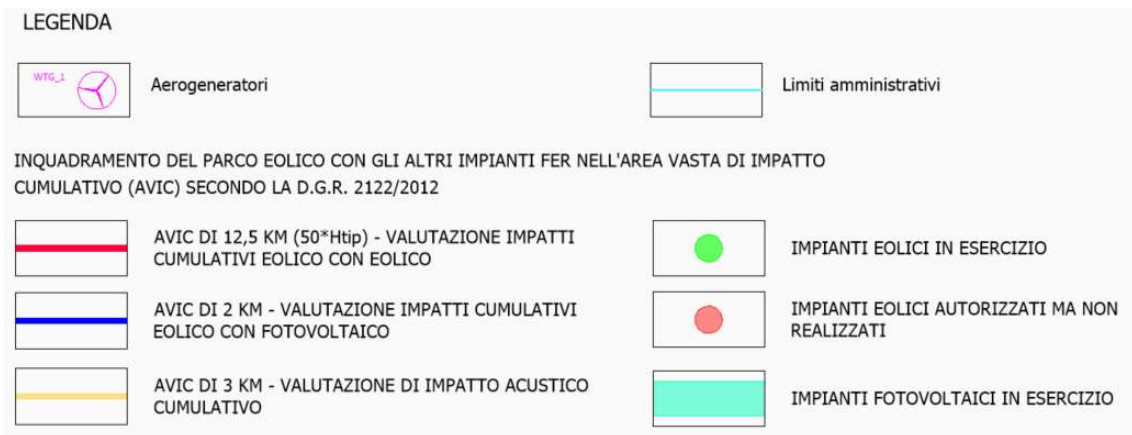 LEGENDA
WTG_1
Aerogeneratori
Limiti amministrativi
INQUADRAMENTO DEL PARCO EOLICO CON GLI ALTRI IMPIANTI FER NELL'AREA VASTA DI IMPATTO
CUMULATIVO (AVIC) SECONDO LA D.G.R. 2122/2012
AVIC DI 12,5 KM (50*Htip) - VALUTAZIONE IMPATTI
CUMULATIVI EOLICO CON EOLICO
IMPIANTI EOLICI IN ESERCIZIO
AVIC DI 2 KM - VALUTAZIONE IMPATTI CUMULATIVI
EOLICO CON FOTOVOLTAICO
IMPIANTI EOLICI AUTORIZZATI MA NON
REALIZZATI
AVIC DI 3 KM - VALUTAZIONE DI IMPATTO ACUSTICO
CUMULATIVO
IMPIANTI FOTOVOLTAICI IN ESERCIZIO